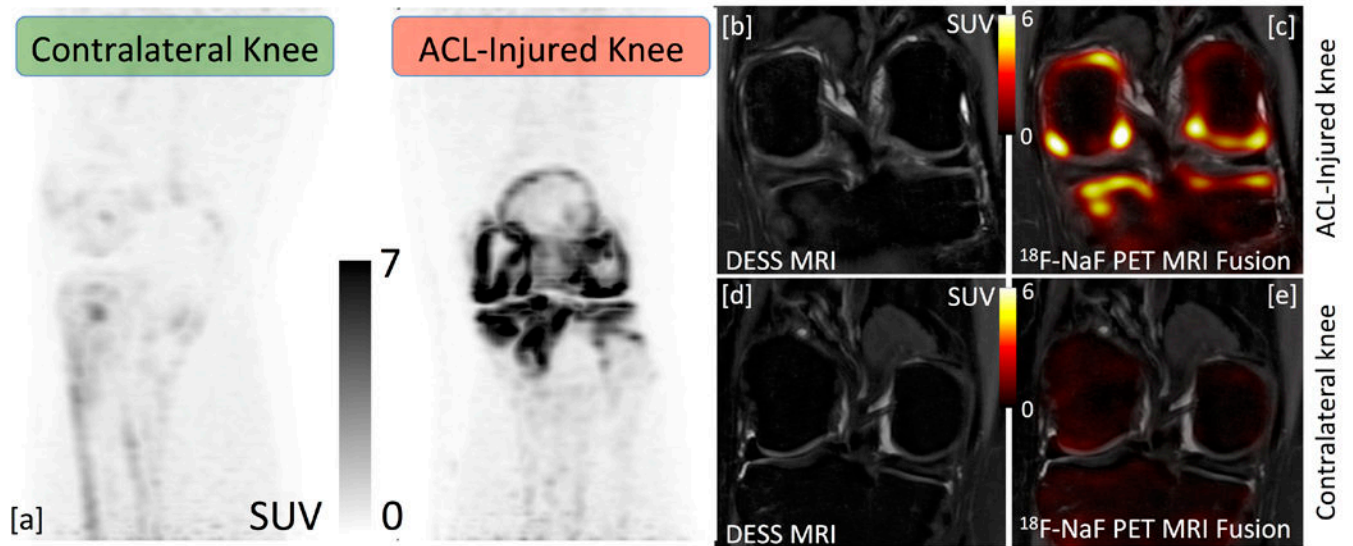 Contralateral Knee
ACL-Injured Knee
7
SUV
0
[a]
[b]
SUV
6
[c]
0
DESS MRI
¹⁸F-NaF PET MRI Fusion
ACL-Injured knee
[d]
SUV
6
[e]
0
DESS MRI
¹⁸F-NaF PET MRI Fusion
Contralateral knee